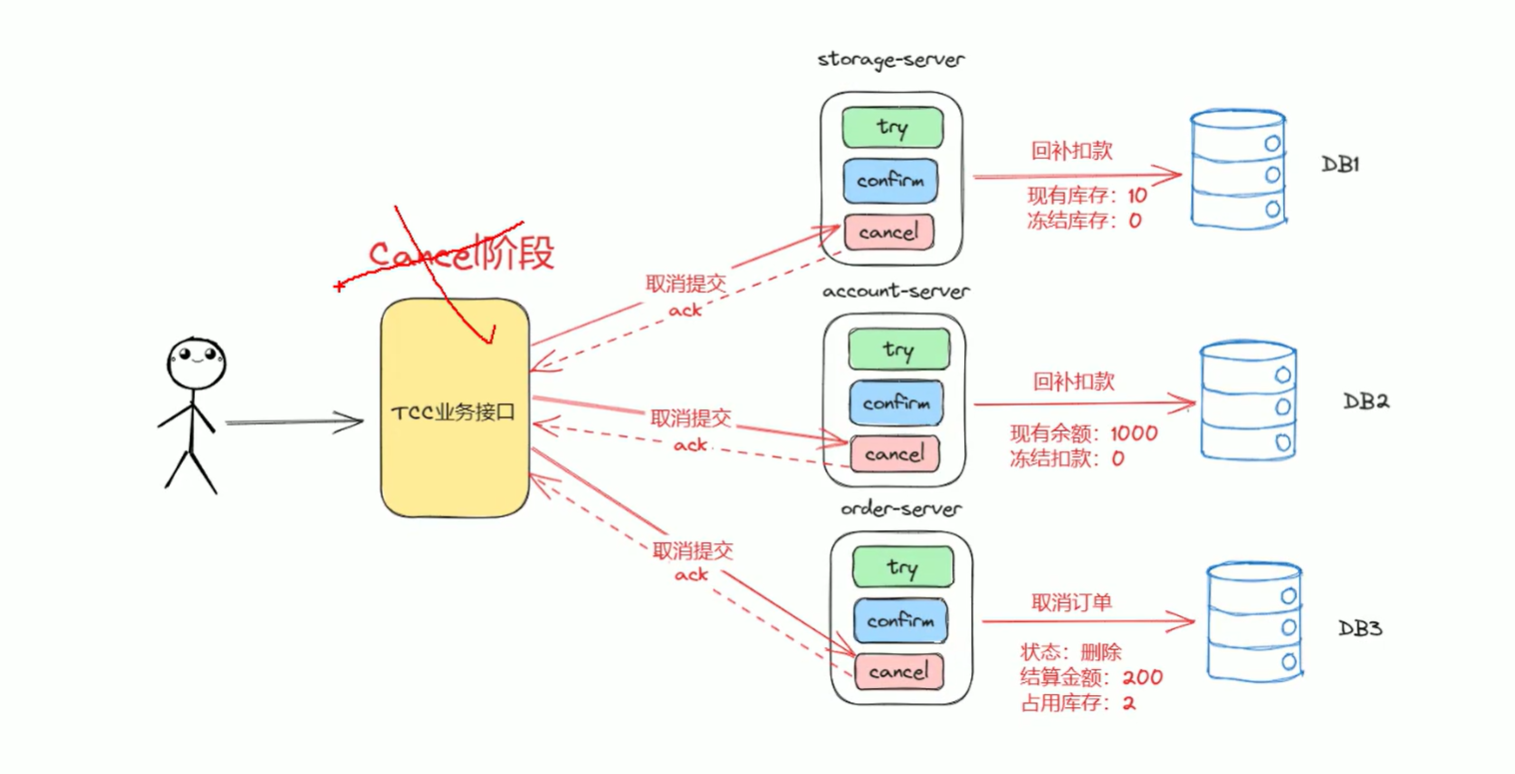 storage-server
try
confirm
cancel
回补扣款
现有库存：10
冻结库存：0
DB1
Cancel阶段
取消提交
ack
account-server
try
confirm
cancel
回补扣款
现有余额：1000
冻结扣款：0
DB2
TCC业务接口
取消提交
ack
order-server
try
confirm
cancel
取消订单
状态：删除
结算金额：200
占用库存：2
DB3
取消提交
ack